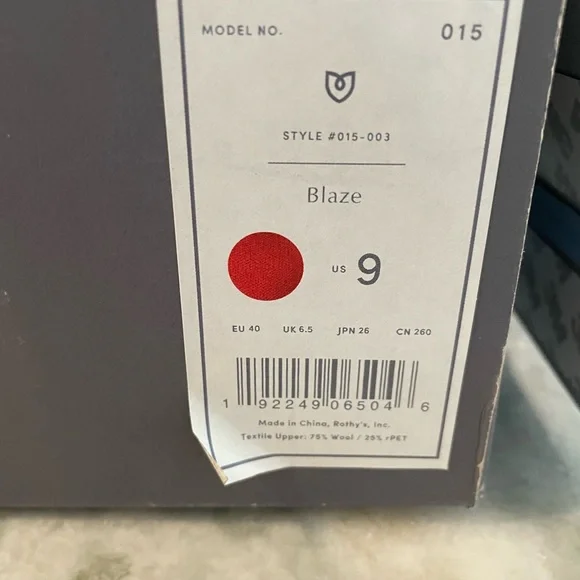 MODEL NO. 015
STYLE #015-003
Blaze
US 9
EU 40 UK 6.5 JPN 26 CN 260
1 92249 06504 6
Made in China, Rothy's, Inc.
Textile Upper: 75% Wool / 25% rPET